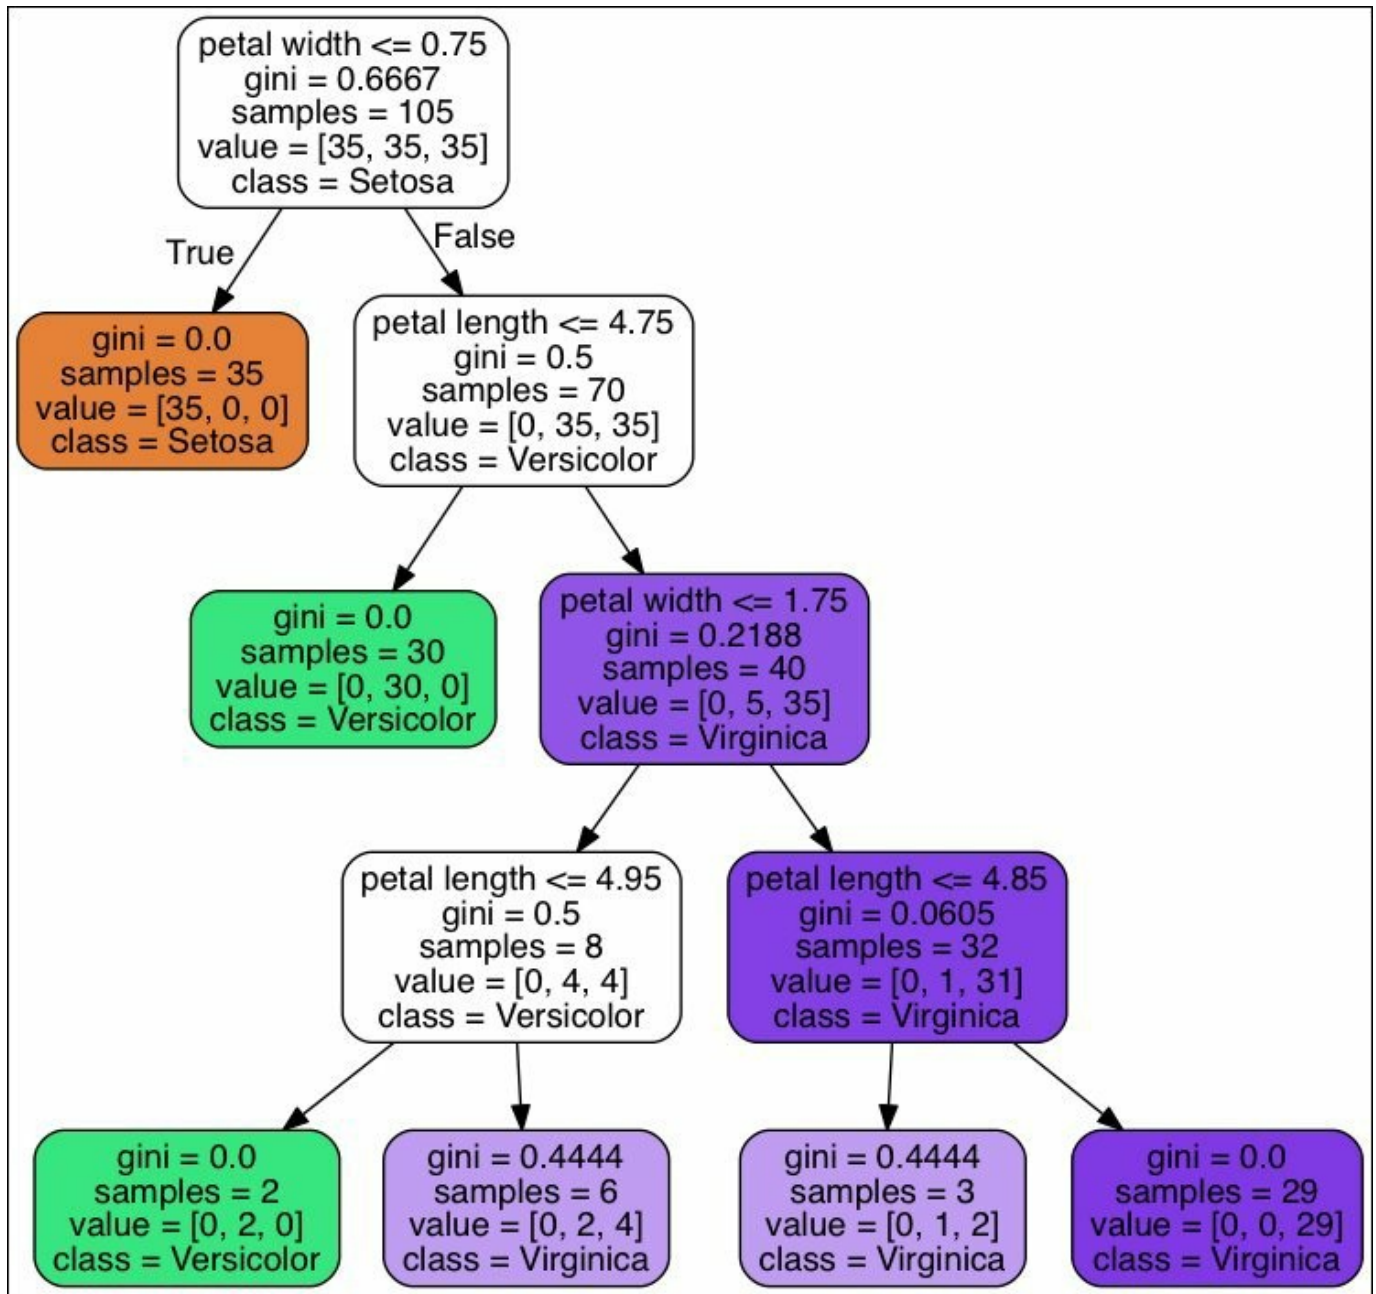 petal width <= 0.75
gini = 0.6667
samples = 105
value = [35, 35, 35]
class = Setosa
True
False
gini = 0.0
samples = 35
value = [35, 0, 0]
class = Setosa
petal length <= 4.75
gini = 0.5
samples = 70
value = [0, 35, 35]
class = Versicolor
gini = 0.0
samples = 30
value = [0, 30, 0]
class = Versicolor
petal width <= 1.75
gini = 0.2188
samples = 40
value = [0, 5, 35]
class = Virginica
petal length <= 4.95
gini = 0.5
samples = 8
value = [0, 4, 4]
class = Versicolor
petal length <= 4.85
gini = 0.0605
samples = 32
value = [0, 1, 31]
class = Virginica
gini = 0.0
samples = 2
value = [0, 2, 0]
class = Versicolor
gini = 0.4444
samples = 6
value = [0, 2, 4]
class = Virginica
gini = 0.4444
samples = 3
value = [0, 1, 2]
class = Virginica
gini = 0.0
samples = 29
value = [0, 0, 29]
class = Virginica